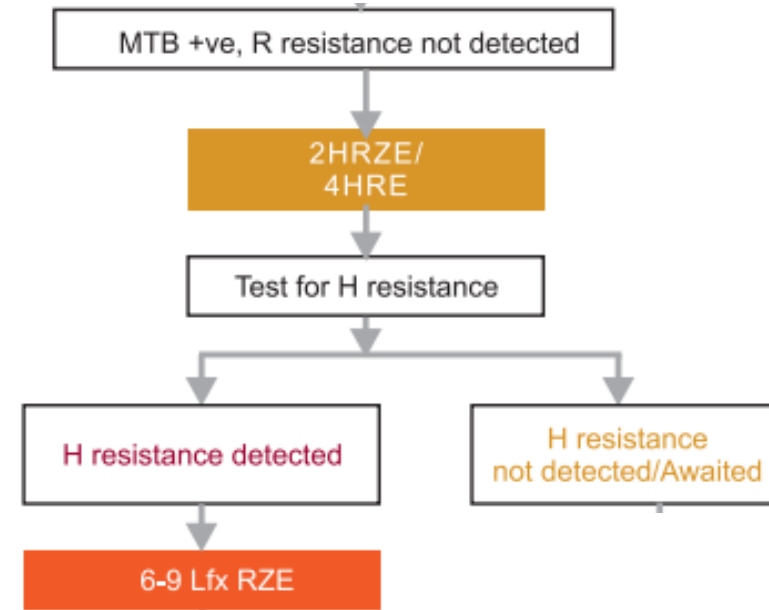 MTB +ve, R resistance not detected
2HRZE/
4HRE
Test for H resistance
H resistance detected
H resistance
not detected/Awaited
6-9 Lfx RZE